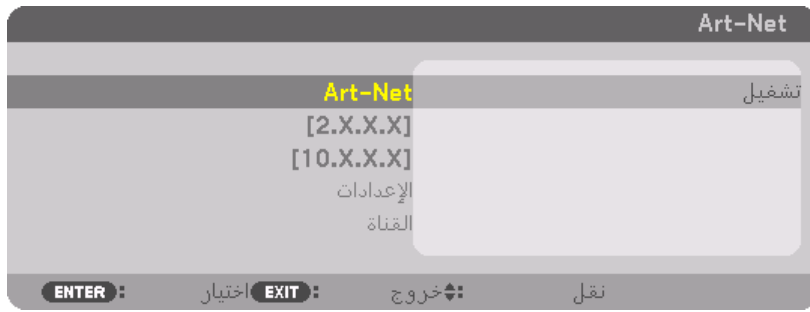 Art-Net
Art-Net تشغيل
[2.X.X.X]
[10.X.X.X]
الإعدادات
القناة
ENTER :اختيار EXIT :خروج :نقل